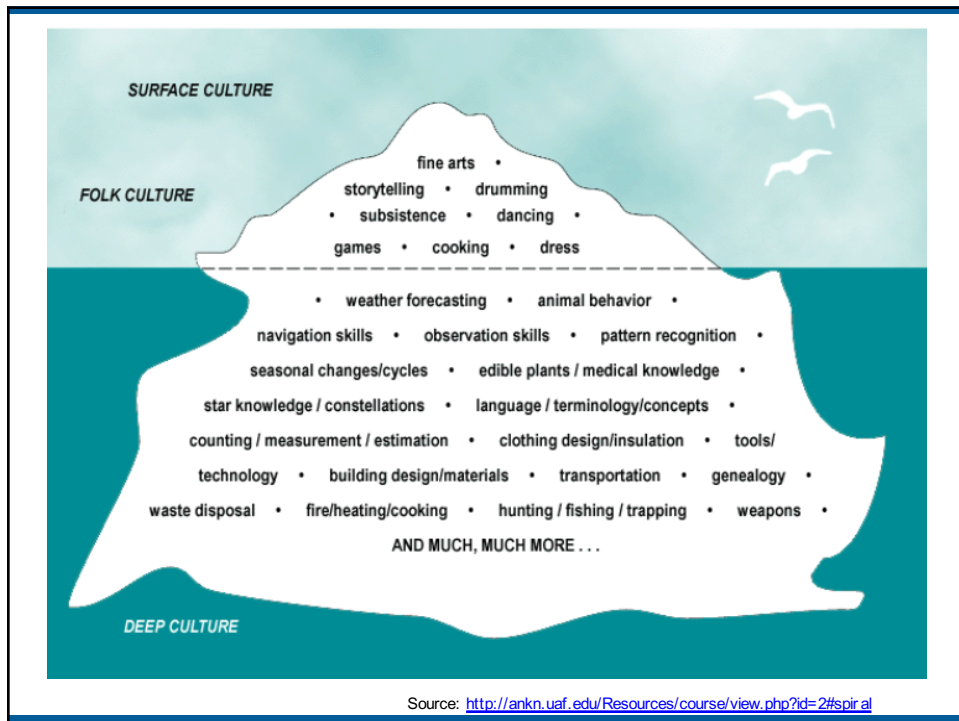 SURFACE CULTURE
fine arts •
FOLK CULTURE
storytelling • drumming
• subsistence • dancing •
games • cooking • dress
• weather forecasting • animal behavior •
navigation skills • observation skills • pattern recognition •
seasonal changes/cycles • edible plants / medical knowledge •
star knowledge / constellations • language / terminology/concepts •
counting / measurement / estimation • clothing design/insulation • tools/
technology • building design/materials • transportation • genealogy •
waste disposal • fire/heating/cooking • hunting / fishing / trapping • weapons •
AND MUCH, MUCH MORE . . .
DEEP CULTURE
Source: http://ankn.uaf.edu/Resources/course/view.php?id=2#spiral